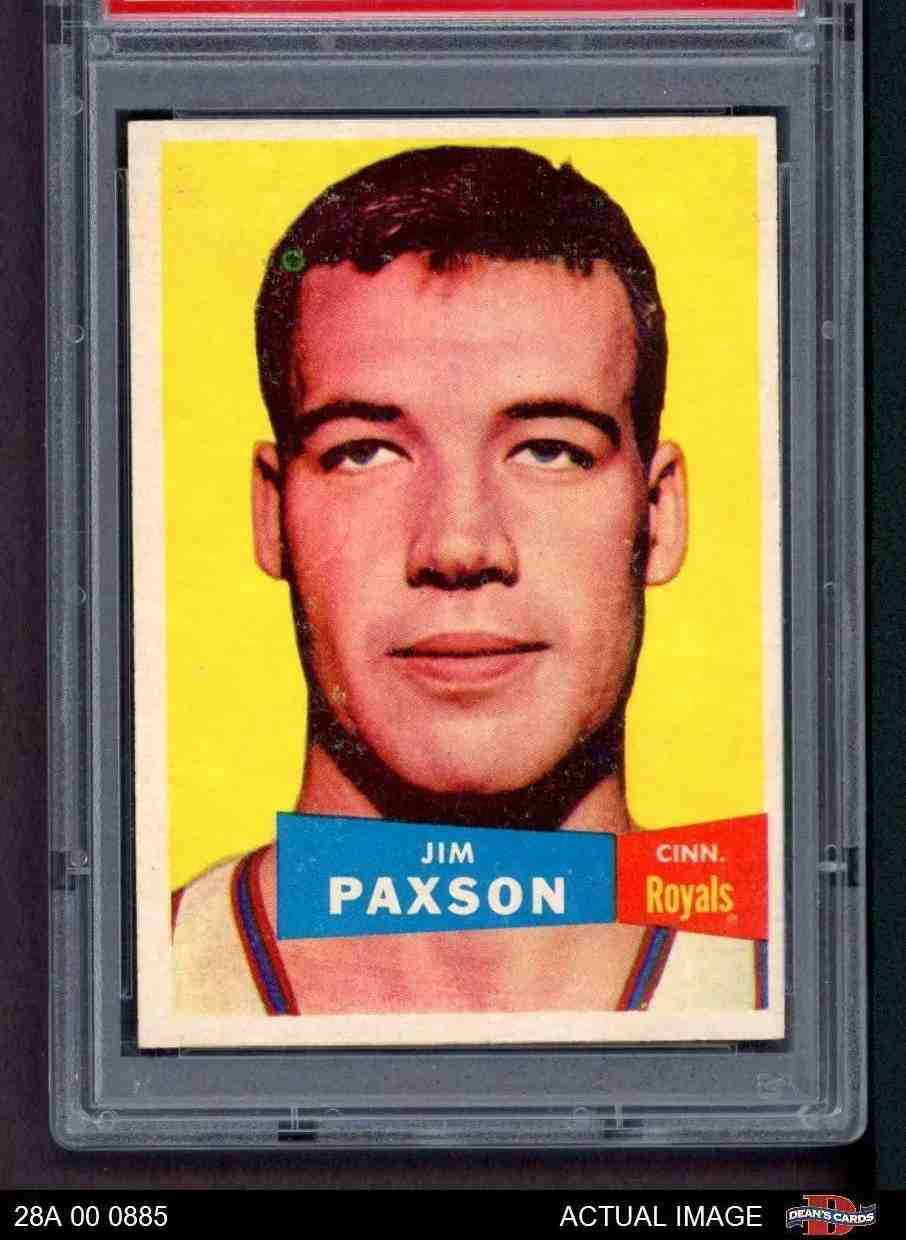 JIM
PAXSON
CINN.
Royals
28A 00 0885
ACTUAL IMAGE
DEAN'S CARDS